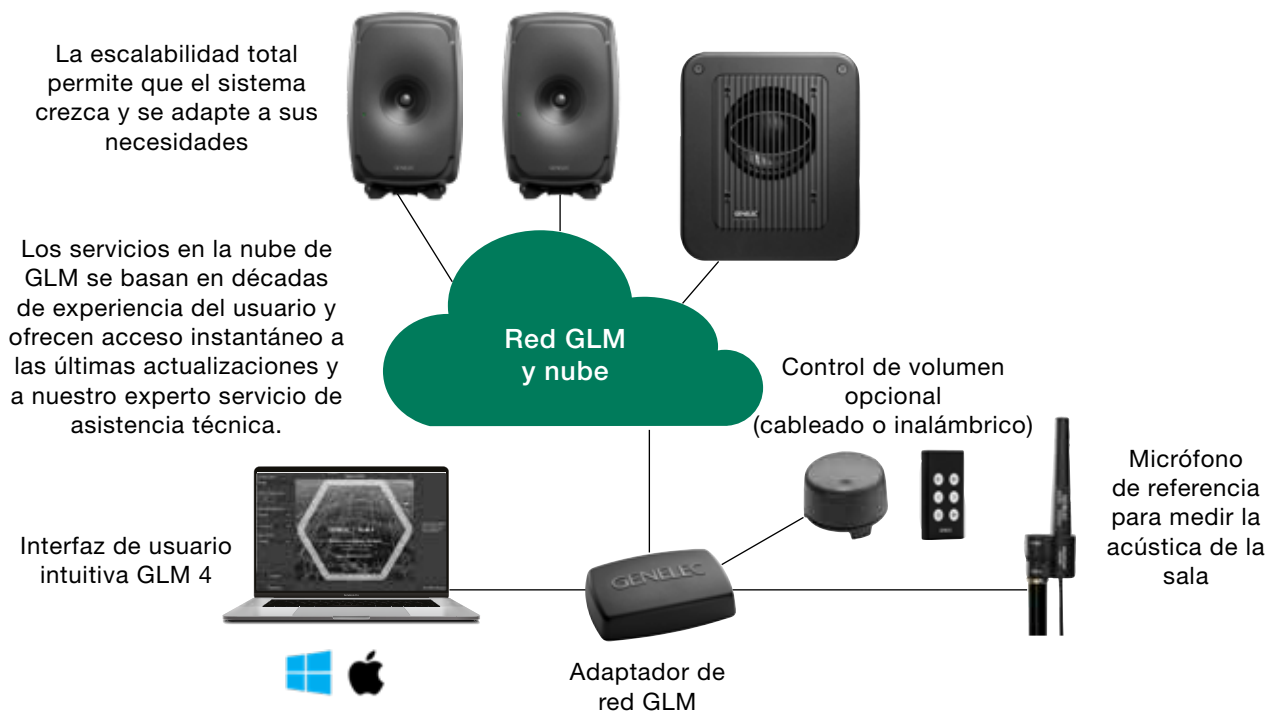 La escalabilidad total
permite que el sistema
crezca y se adapte a sus
necesidades
Los servicios en la nube de
GLM se basan en décadas
de experiencia del usuario y
ofrecen acceso instantáneo a
las últimas actualizaciones y
a nuestro experto servicio de
asistencia técnica.
Red GLM
y nube
Control de volumen
opcional
(cableado o inalámbrico)
Micrófono
de referencia
para medir la
acústica de la
sala
Interfaz de usuario
intuitiva GLM 4
GENELEC
Adaptador de
red GLM